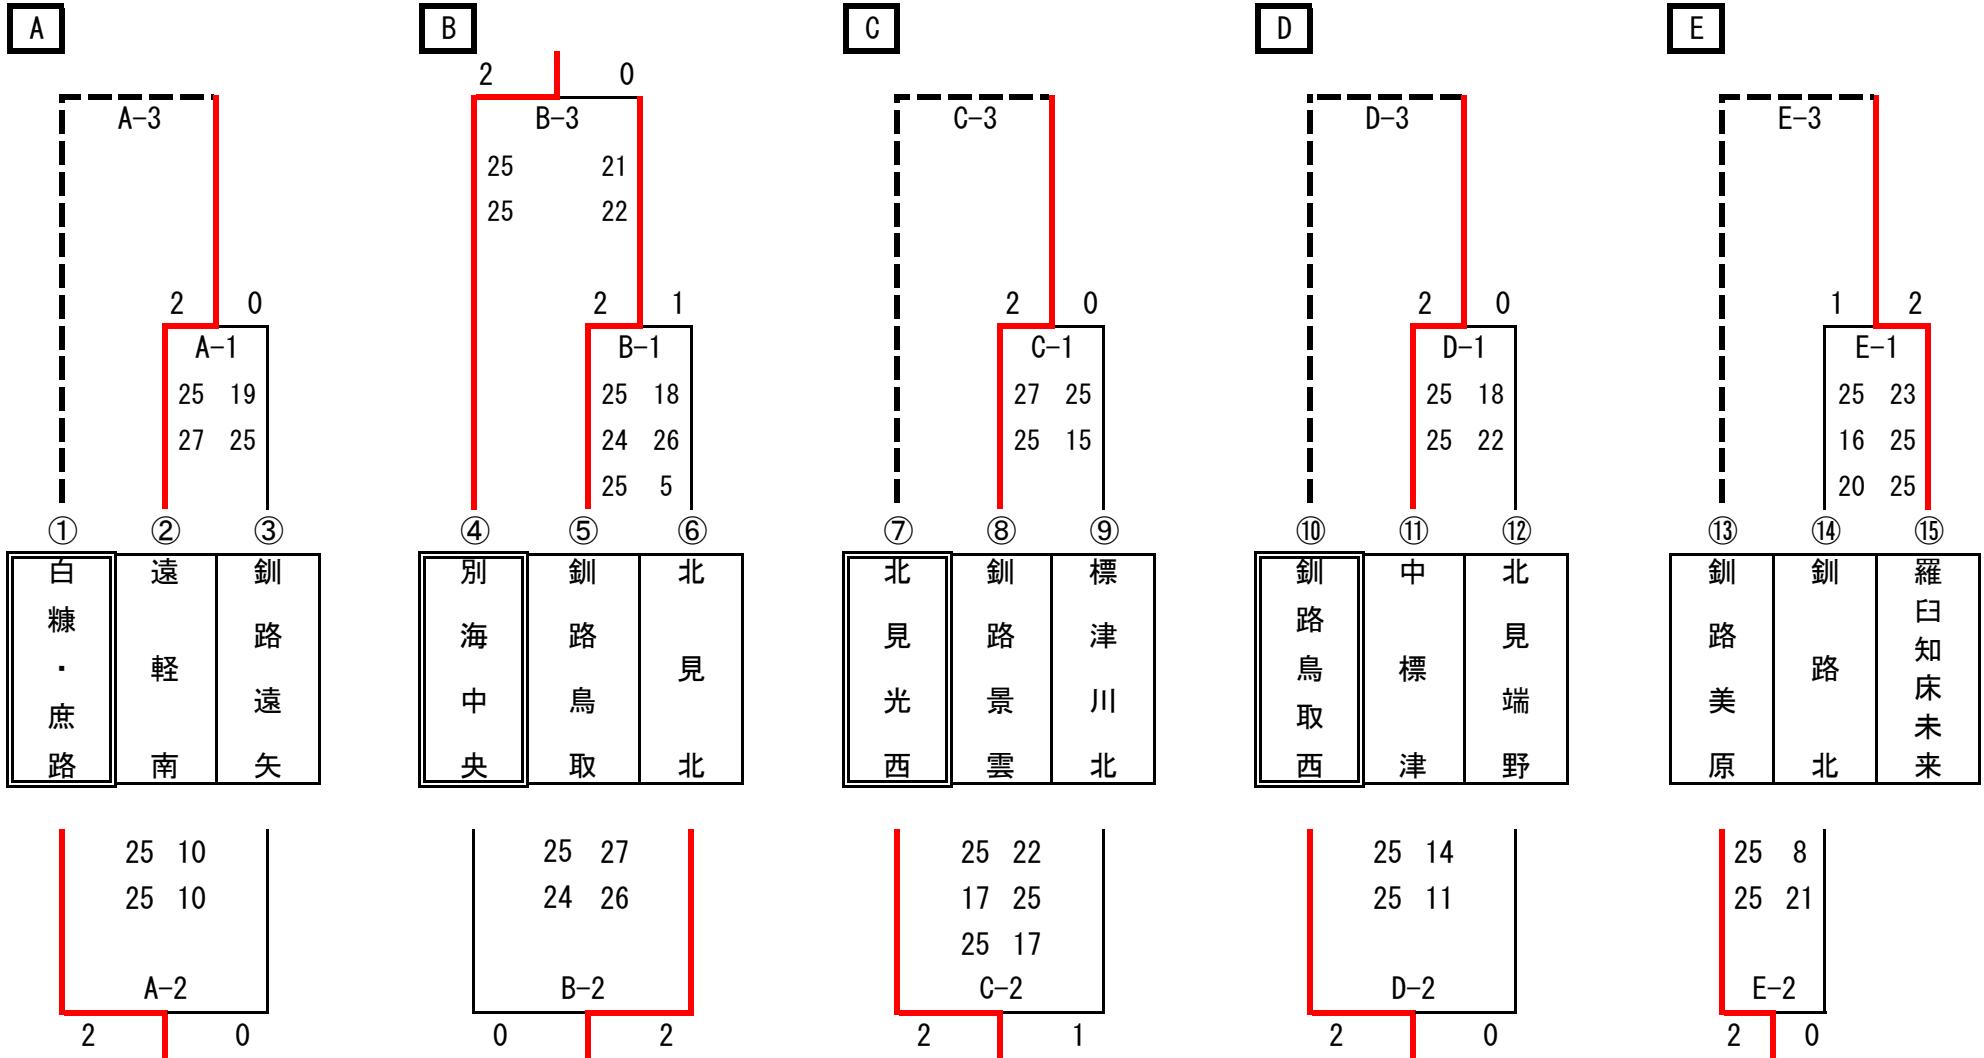 A B C D E
2 0
A-3 B-3 C-3 D-3 E-3
25 21
25 22
2 0 2 1 2 0 2 0 1 2
A-1 B-1 C-1 D-1 E-1
25 19 25 18 27 25 25 18 25 23
27 25 24 26 25 15 25 22 16 25
25 5 20 25
① ② ③ ④ ⑤ ⑥ ⑦ ⑧ ⑨ ⑩ ⑪ ⑫ ⑬ ⑭ ⑮
白糠・庶路
遠軽南
釧路遠矢
別海中央
釧路鳥取
北見北
北見光西
釧路景雲
標津川北
釧路鳥取西
中標津
北見端野
釧路美原
釧路北
羅臼知床未来
25 10 25 27 25 22 25 14 25 8
25 10 24 26 17 25 25 11 25 21
25 17
A-2 B-2 C-2 D-2 E-2
2 0 0 2 2 1 2 0 2 0